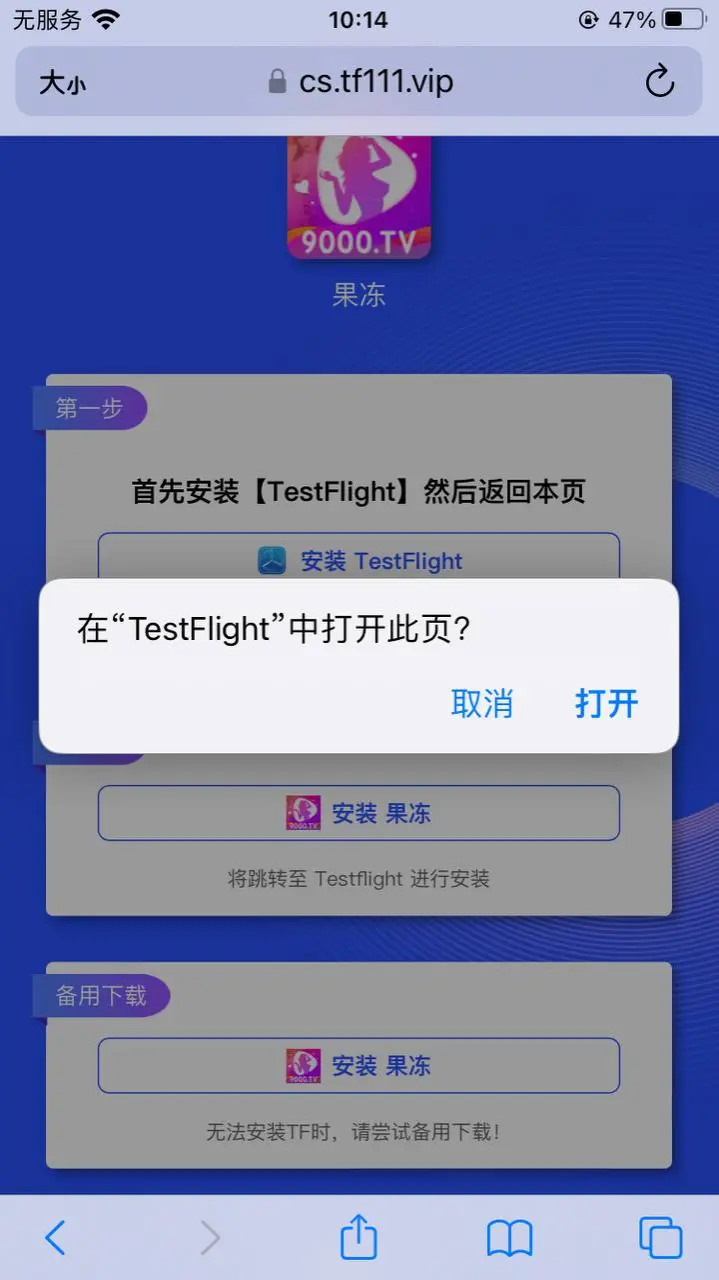 无服务
10:14
47%
大小
cs.tf111.vip
9000.TV
果冻
第一步
首先安装【TestFlight】然后返回本页
安装 TestFlight
在“TestFlight”中打开此页?
取消
打开
9000.TV
安装 果冻
将跳转至 Testflight 进行安装
备用下载
9000.TV
安装 果冻
无法安装TF时，请尝试备用下载!